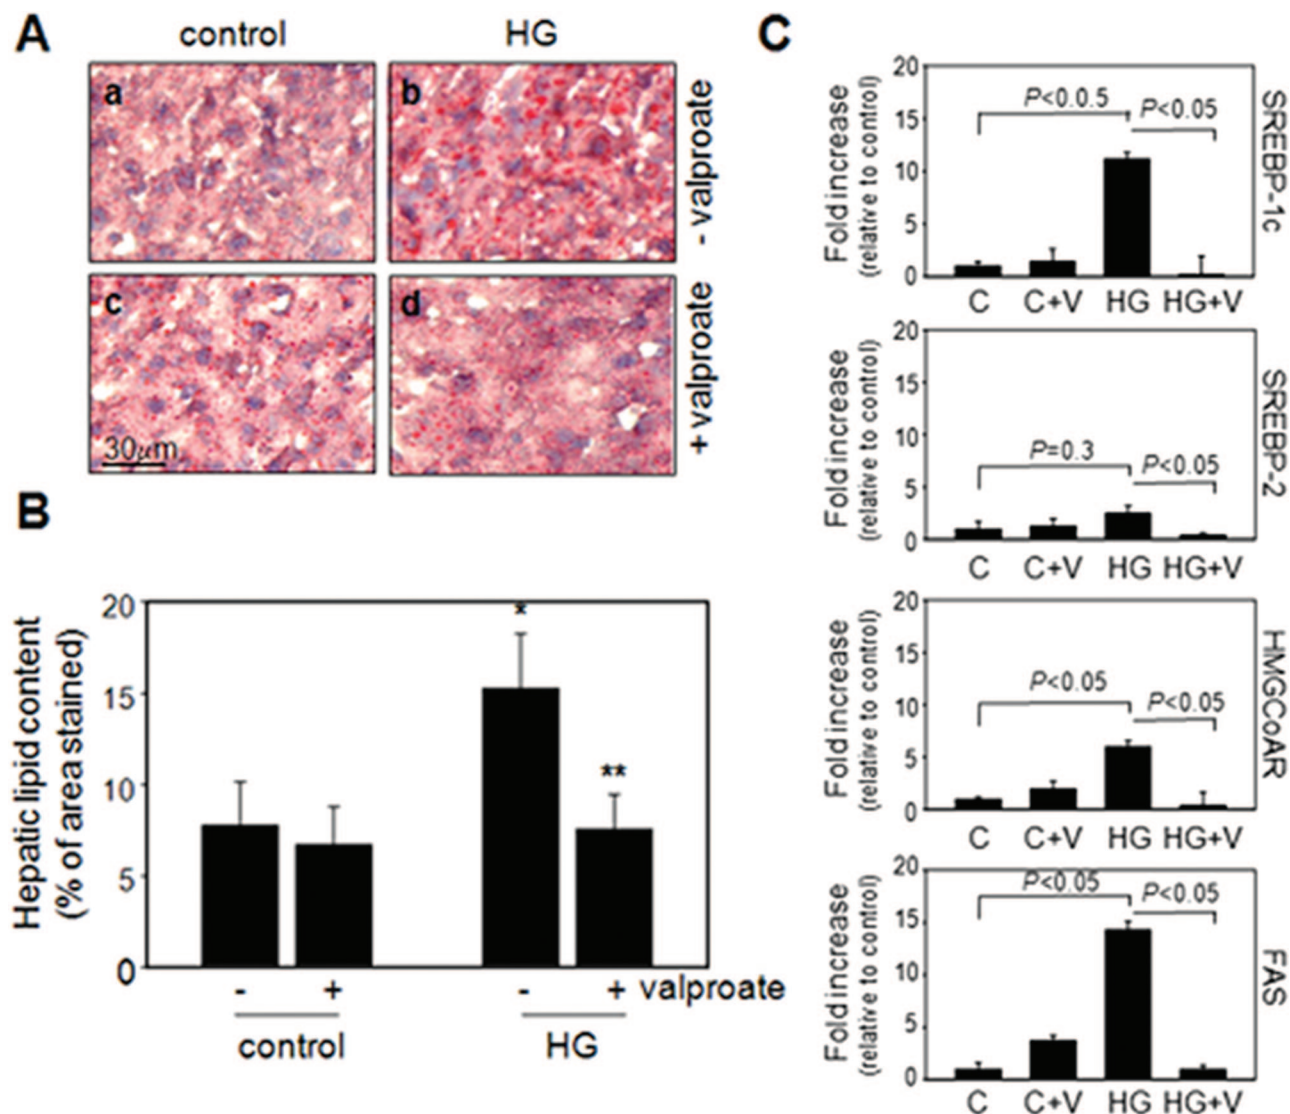 A
control HG
a
b
- valproate
c
d
+ valproate
30μm
B
Hepatic lipid content
(% of area stained)
20
15
10
5
0
*
**
- + - + valproate
control HG
C
Fold increase
(relative to control)
20
15
10
5
0
P<0.0.5 P<0.05
C C+V HG HG+V
SREBP-1c
Fold increase
(relative to control)
20
15
10
5
0
P=0.3 P<0.05
C C+V HG HG+V
SREBP-2
Fold increase
(relative to control)
20
15
10
5
0
P<0.05 P<0.05
C C+V HG HG+V
HMGCoAR
Fold increase
(relative to control)
20
15
10
5
0
P<0.05 P<0.05
C C+V HG HG+V
FAS